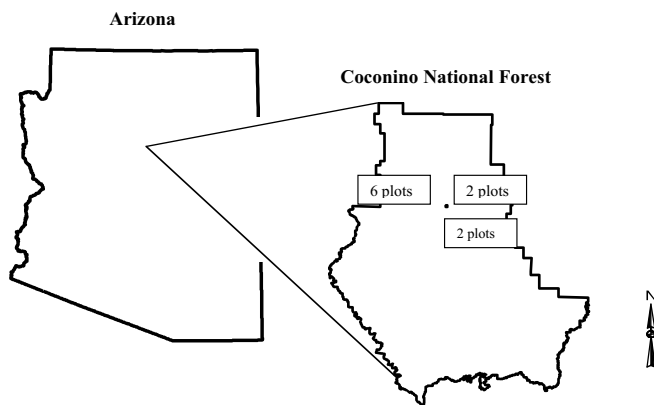 Arizona
Coconino National Forest
6 plots
2 plots
2 plots
N